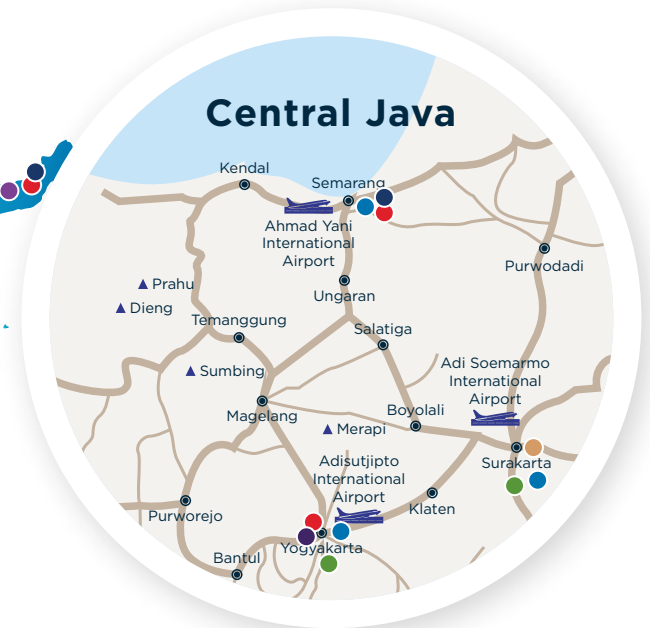 Central Java
Kendal
Semarang
Ahmad Yani
International
Airport
Purwodadi
Prahu
Ungaran
Dieng
Temanggung
Salatiga
Adi Soemarmo
International
Airport
Sumbing
Boyolali
Magelang
Merapi
Adisutjipto
International
Airport
Surakarta
Klaten
Purworejo
Yogyakarta
Bantul